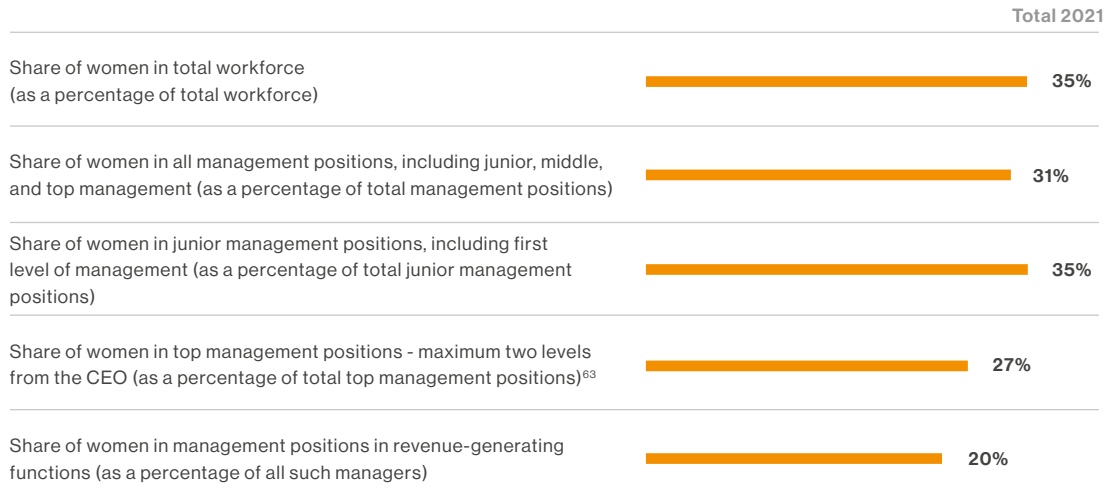 Total 2021
Share of women in total workforce
(as a percentage of total workforce)
35%
Share of women in all management positions, including junior, middle,
and top management (as a percentage of total management positions)
31%
Share of women in junior management positions, including first
level of management (as a percentage of total junior management
positions)
35%
Share of women in top management positions - maximum two levels
from the CEO (as a percentage of total top management positions)⁶³
27%
Share of women in management positions in revenue-generating
functions (as a percentage of all such managers)
20%